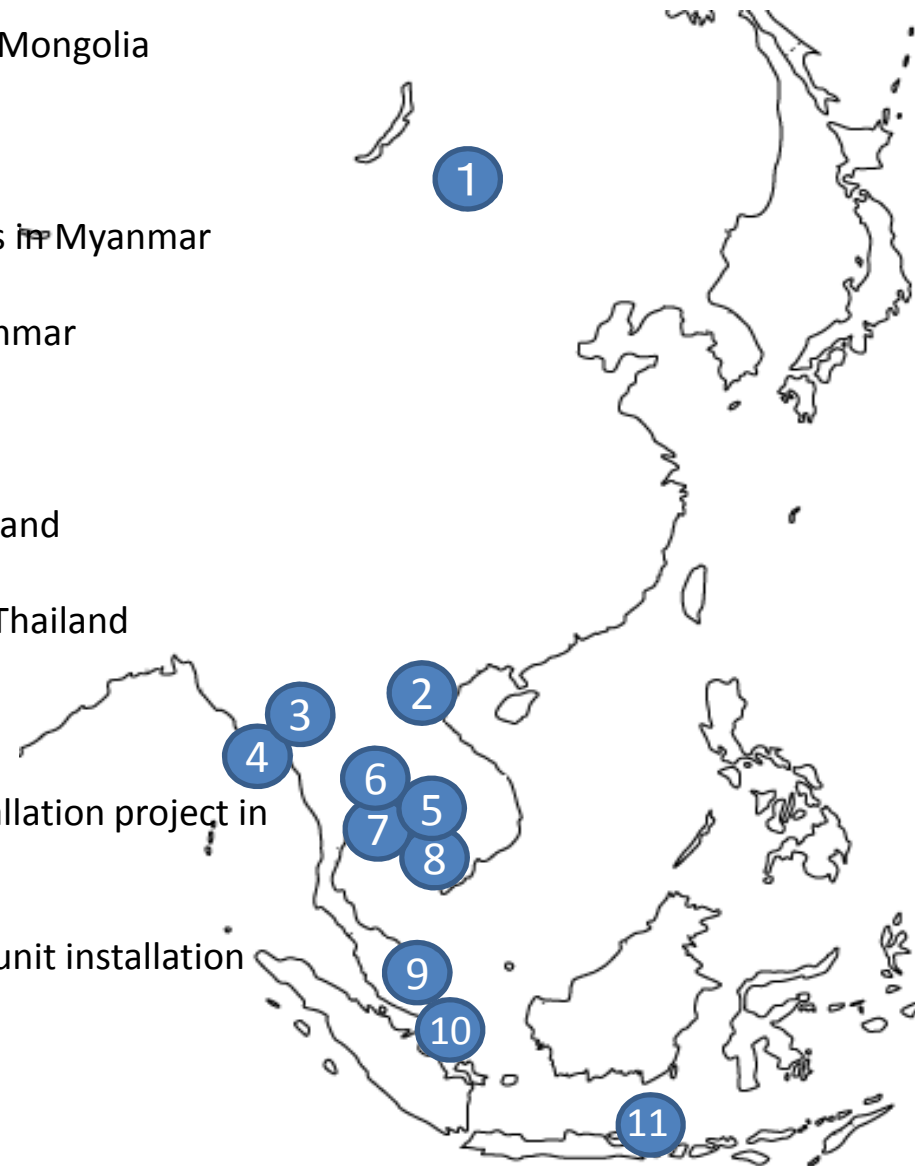 Mongolia
1
s in Myanmar
nmar
and
Thailand
2
3
4
6
5
allation project in
7
8
unit installation
9
10
11